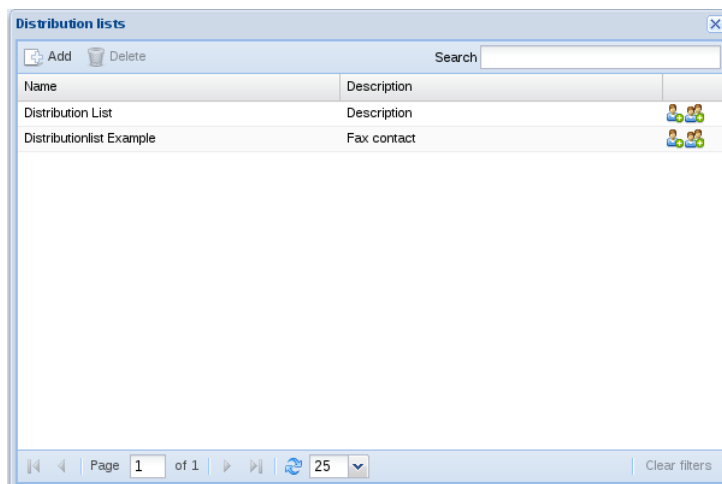 Distribution lists
Add Delete Search
Name Description
Distribution List Description
Distributionlist Example Fax contact
Page 1 of 1 25 Clear filters